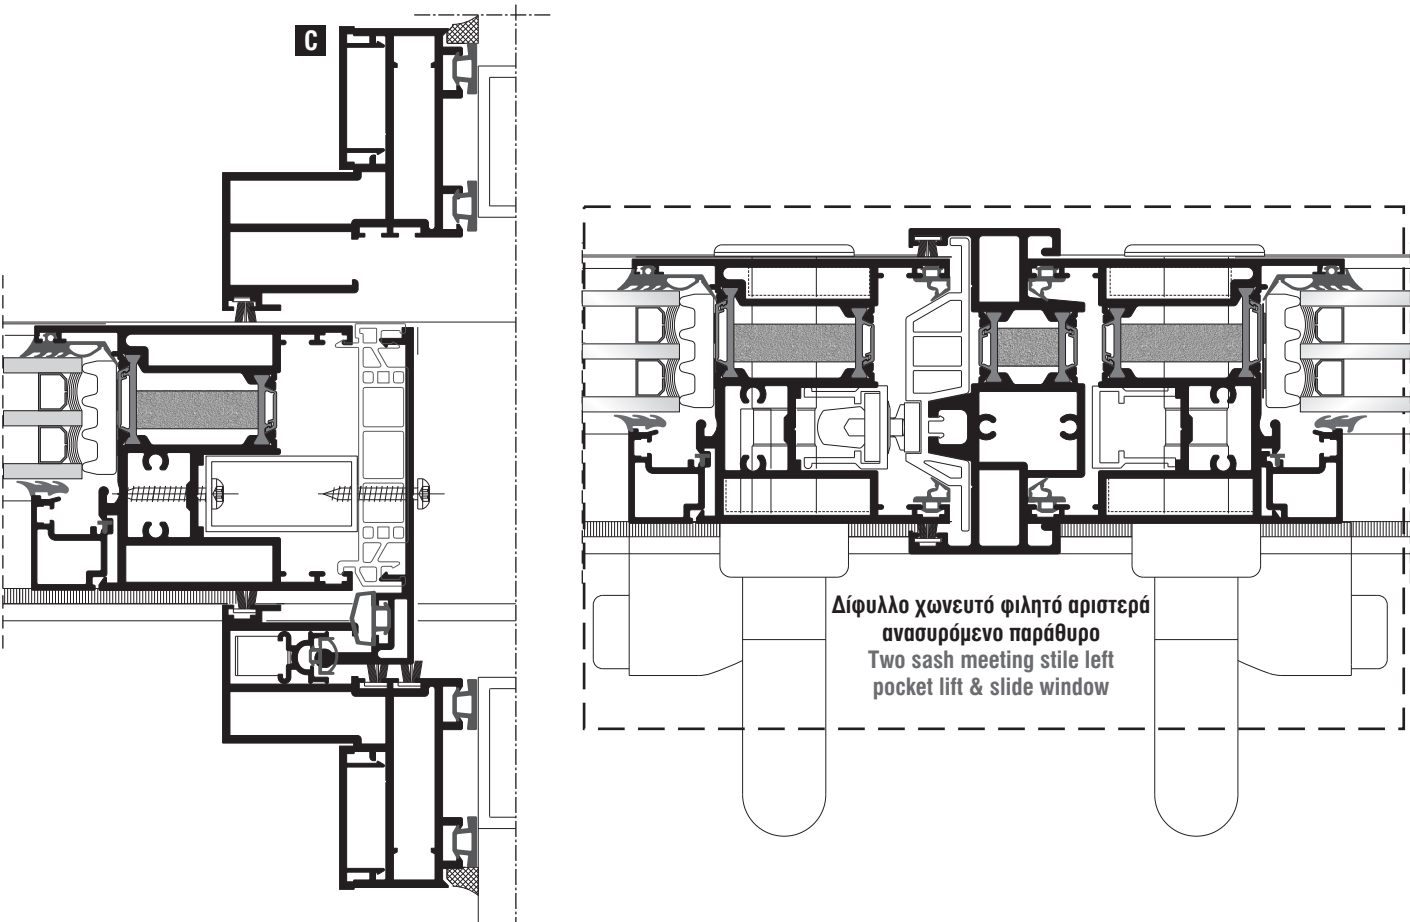 C
Δίφυλλο χωνευτό φιλητό αριστερά
ανασυρόμενο παράθυρο
Two sash meeting stile left
pocket lift & slide window